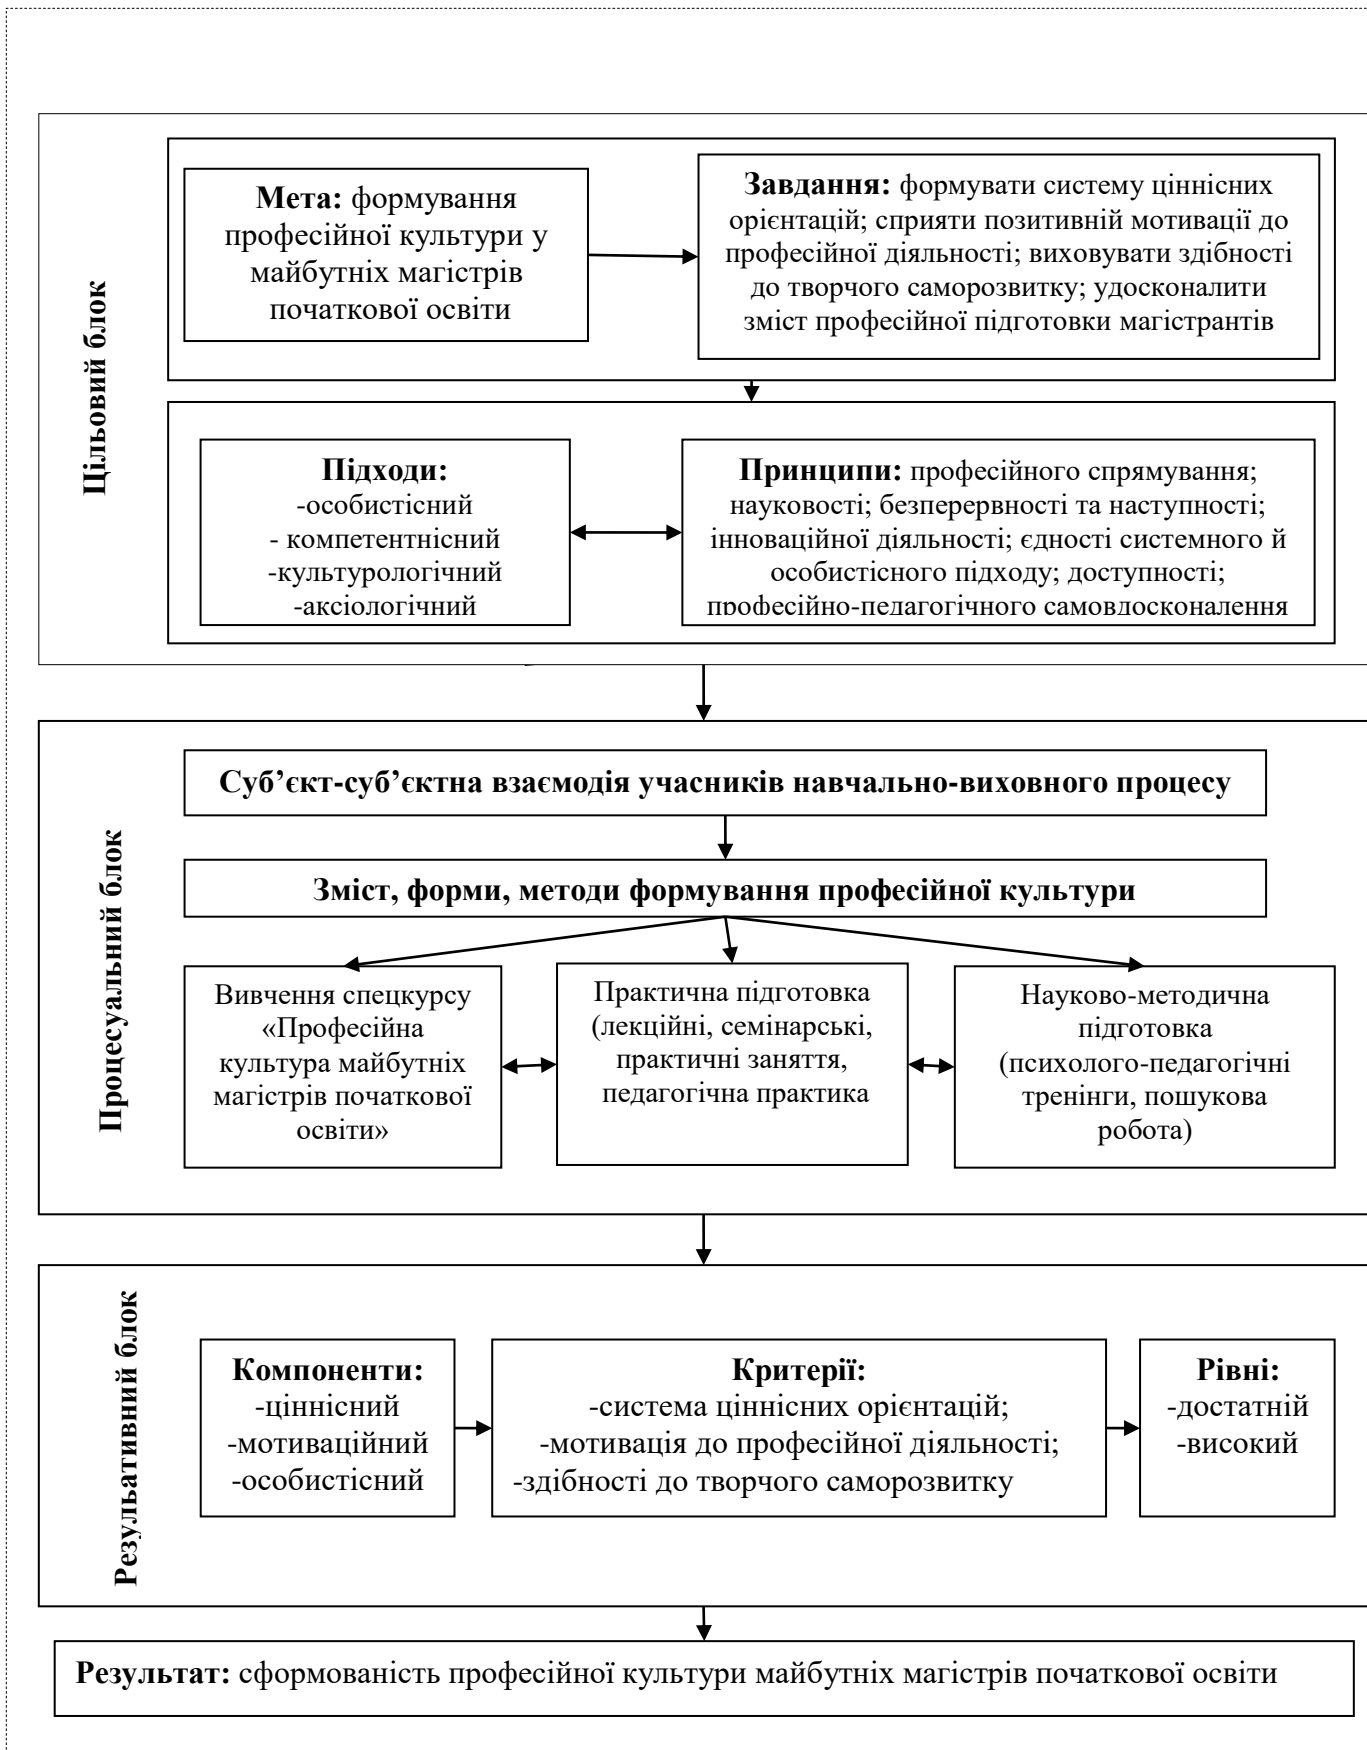 Цільовий блок
Мета: формування
професійної культури у
майбутніх магістрів
початкової освіти
Завдання: формувати систему ціннісних
орієнтацій; сприяти позитивній мотивації до
професійної діяльності; виховувати здібності
до творчого саморозвитку; удосконалити
зміст професійної підготовки магістрантів
Підходи:
-особистісний
- компетентнісний
-культурологічний
-аксіологічний
Принципи: професійного спрямування;
науковості; безперервності та наступності;
інноваційної діяльності; єдності системного й
особистісного підходу; доступності;
професійно-педагогічного самовдосконалення
Процесуальний блок
Суб’єкт-суб’єктна взаємодія учасників навчально-виховного процесу
Зміст, форми, методи формування професійної культури
Вивчення спецкурсу
«Професійна
культура майбутніх
магістрів початкової
освіти»
Практична підготовка
(лекційні, семінарські,
практичні заняття,
педагогічна практика
Науково-методична
підготовка
(психолого-педагогічні
тренінги, пошукова
робота)
Результативний блок
Компоненти:
-ціннісний
-мотиваційний
-особистісний
Критерії:
-система ціннісних орієнтацій;
-мотивація до професійної діяльності;
-здібності до творчого саморозвитку
Рівні:
-достатній
-високий
Результат: сформованість професійної культури майбутніх магістрів початкової освіти